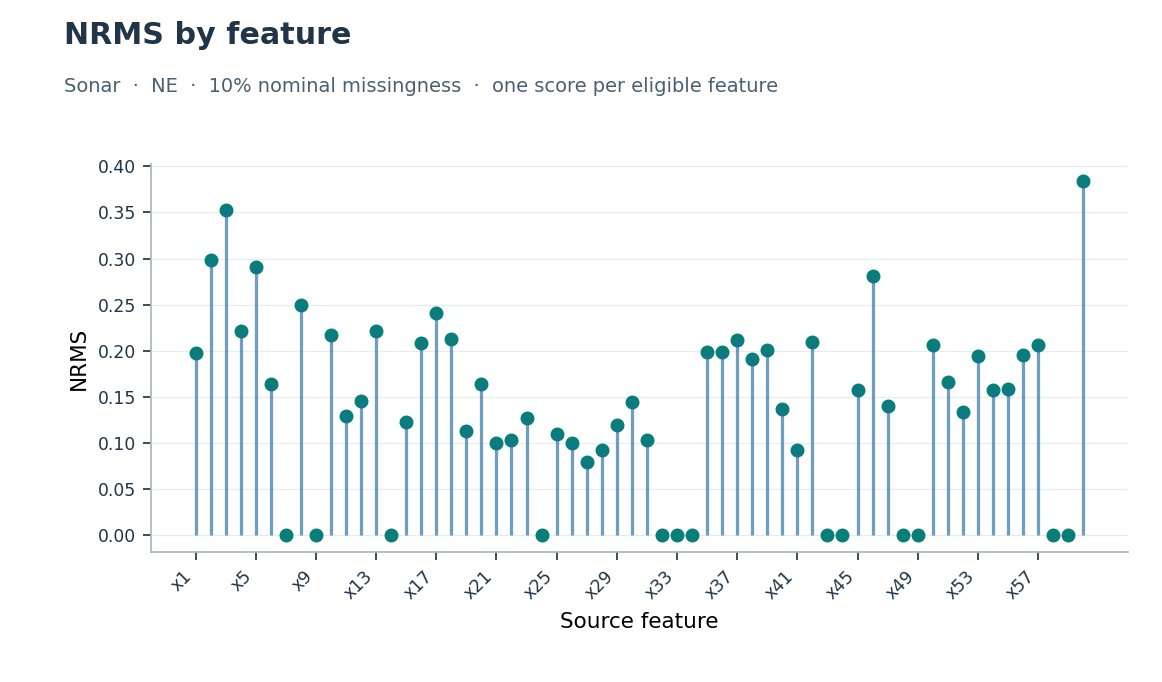 NRMS by feature
Sonar · NE · 10% nominal missingness · one score per eligible feature
0.40
0.35
0.30
0.25
0.20
0.15
0.10
0.05
0.00
NRMS
x1 x5 x9 x13 x17 x21 x25 x29 x33 x37 x41 x45 x49 x53 x57
Source feature